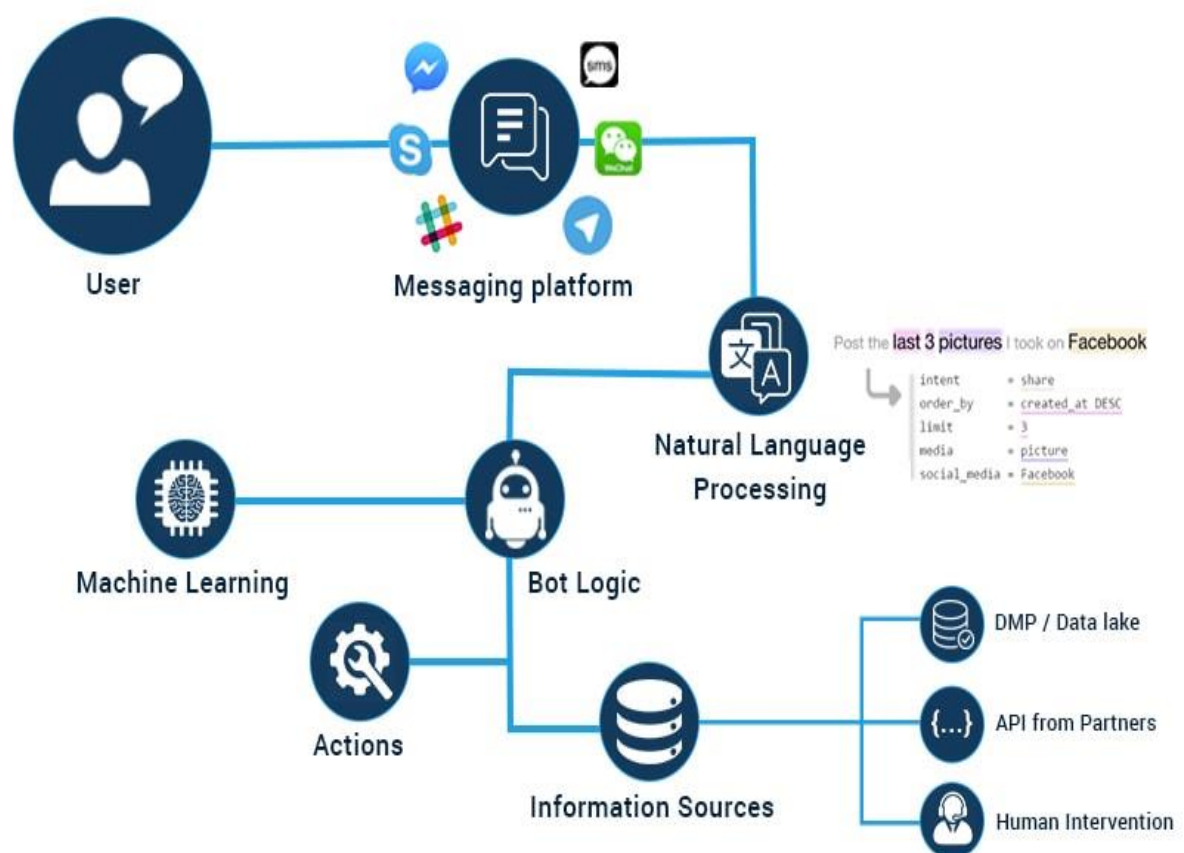 sms
S
WeChat
User
Messaging platform
文
A
Post the last 3 pictures I took on Facebook
intent = share
order_by = created_at DESC
limit = 3
media = picture
social_media = Facebook
Natural Language
Processing
Machine Learning
Bot Logic
Actions
Information Sources
DMP / Data lake
{...} API from Partners
Human Intervention